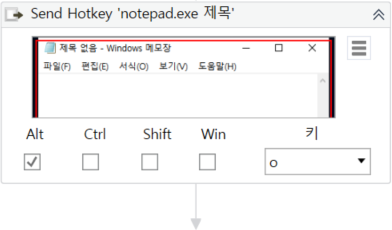 Send Hotkey 'notepad.exe 제목'
제목 없음 - Windows 메모장
파일(F) 편집(E) 서식(O) 보기(V) 도움말(H)
Alt Ctrl Shift Win 키
o